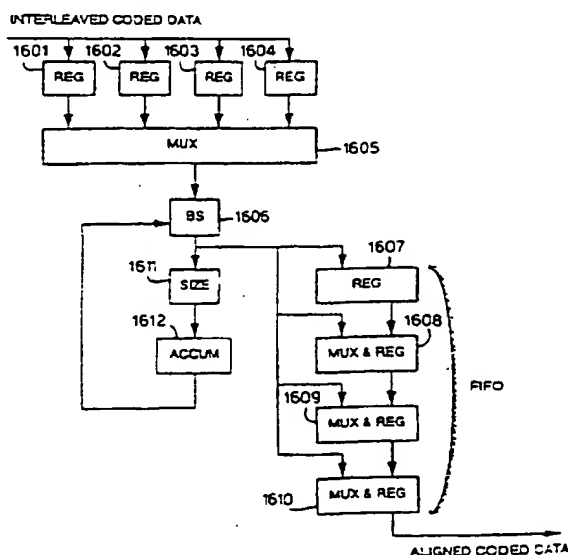 INTERLEAVED CODED DATA
1601 1602 1603 1604
REG REG REG REG
MUX
1605
BS
1606
1611
SIZE
1607
REG
1612
ACCUM
1608
MUX & REG
FIFO
1609
MUX & REG
1610
MUX & REG
ALIGNED CODED DATA